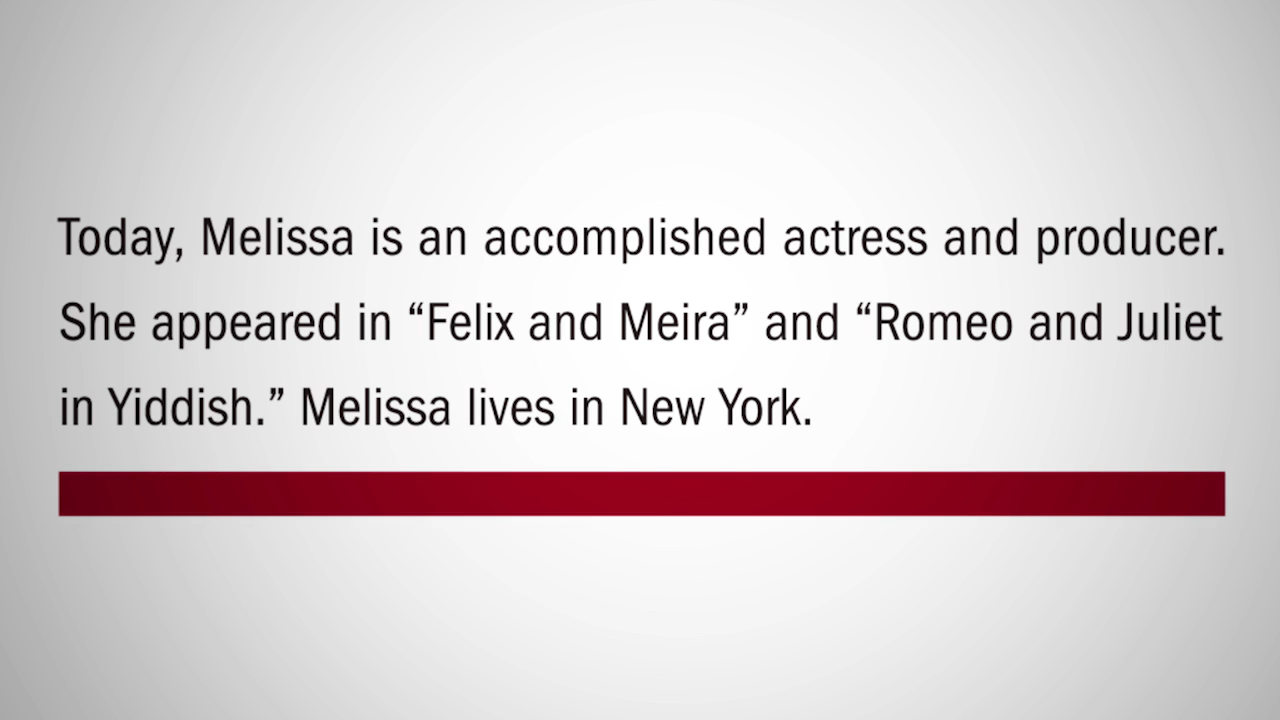 Today, Melissa is an accomplished actress and producer.
She appeared in “Felix and Meira” and “Romeo and Juliet
in Yiddish.” Melissa lives in New York.